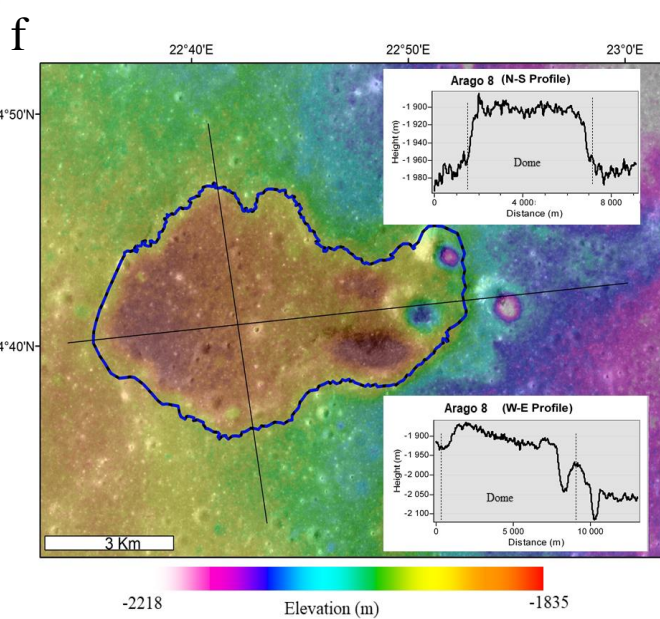 f
22°40'E 22°50'E 23°0'E
4°50'N
4°40'N
Arago 8 (N-S Profile)
Height (m)
-1 900
-1 920
-1 940
-1 960
-1 980
Dome
0 4 000 8 000
Distance (m)
Arago 8 (W-E Profile)
Height (m)
-1 900
-1 950
-2 000
-2 050
-2 100
Dome
0 5 000 10 000
Distance (m)
3 Km
-2218 Elevation (m) -1835